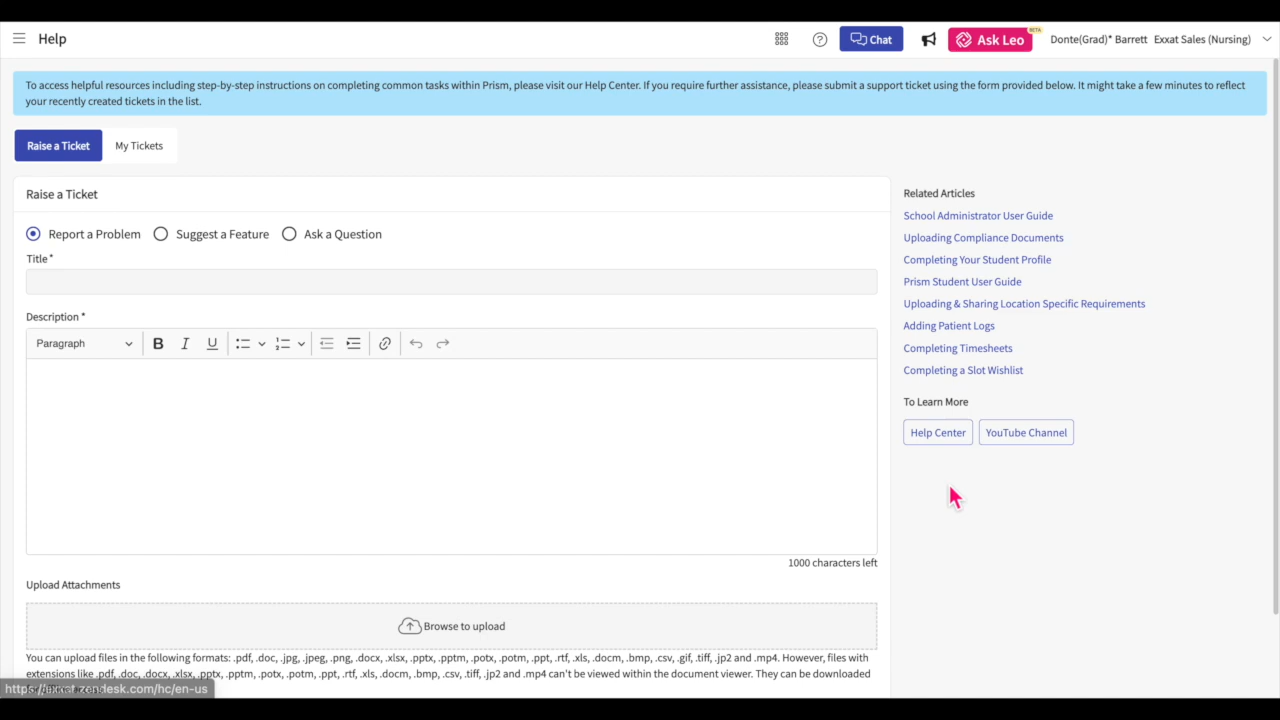 Help
Chat
Ask Leo
BETA
Donte(Grad)* Barrett Exxat Sales (Nursing)
To access helpful resources including step-by-step instructions on completing common tasks within Prism, please visit our Help Center. If you require further assistance, please submit a support ticket using the form provided below. It might take a few minutes to reflect
your recently created tickets in the list.
Raise a Ticket
My Tickets
Raise a Ticket
Report a Problem
Suggest a Feature
Ask a Question
Title *
Description *
Paragraph
B I U
1000 characters left
Upload Attachments
Browse to upload
You can upload files in the following formats: .pdf, .doc, .jpg, .jpeg, .png, .docx, .xlsx, .pptx, .pptm, .potx, .potm, .ppt, .rtf, .xls, .docm, .bmp, .csv, .gif, .tiff, .jp2 and .mp4. However, files with
extensions like .pdf, .doc, .docx, .xlsx, .pptx, .pptm, .potx, .potm, .ppt, .rtf, .xls, .docm, .bmp, .csv, .tiff, .jp2 and .mp4 can't be viewed within the document viewer. They can be downloaded
Related Articles
School Administrator User Guide
Uploading Compliance Documents
Completing Your Student Profile
Prism Student User Guide
Uploading & Sharing Location Specific Requirements
Adding Patient Logs
Completing Timesheets
Completing a Slot Wishlist
To Learn More
Help Center
YouTube Channel
https://exxat.zendesk.com/hc/en-us